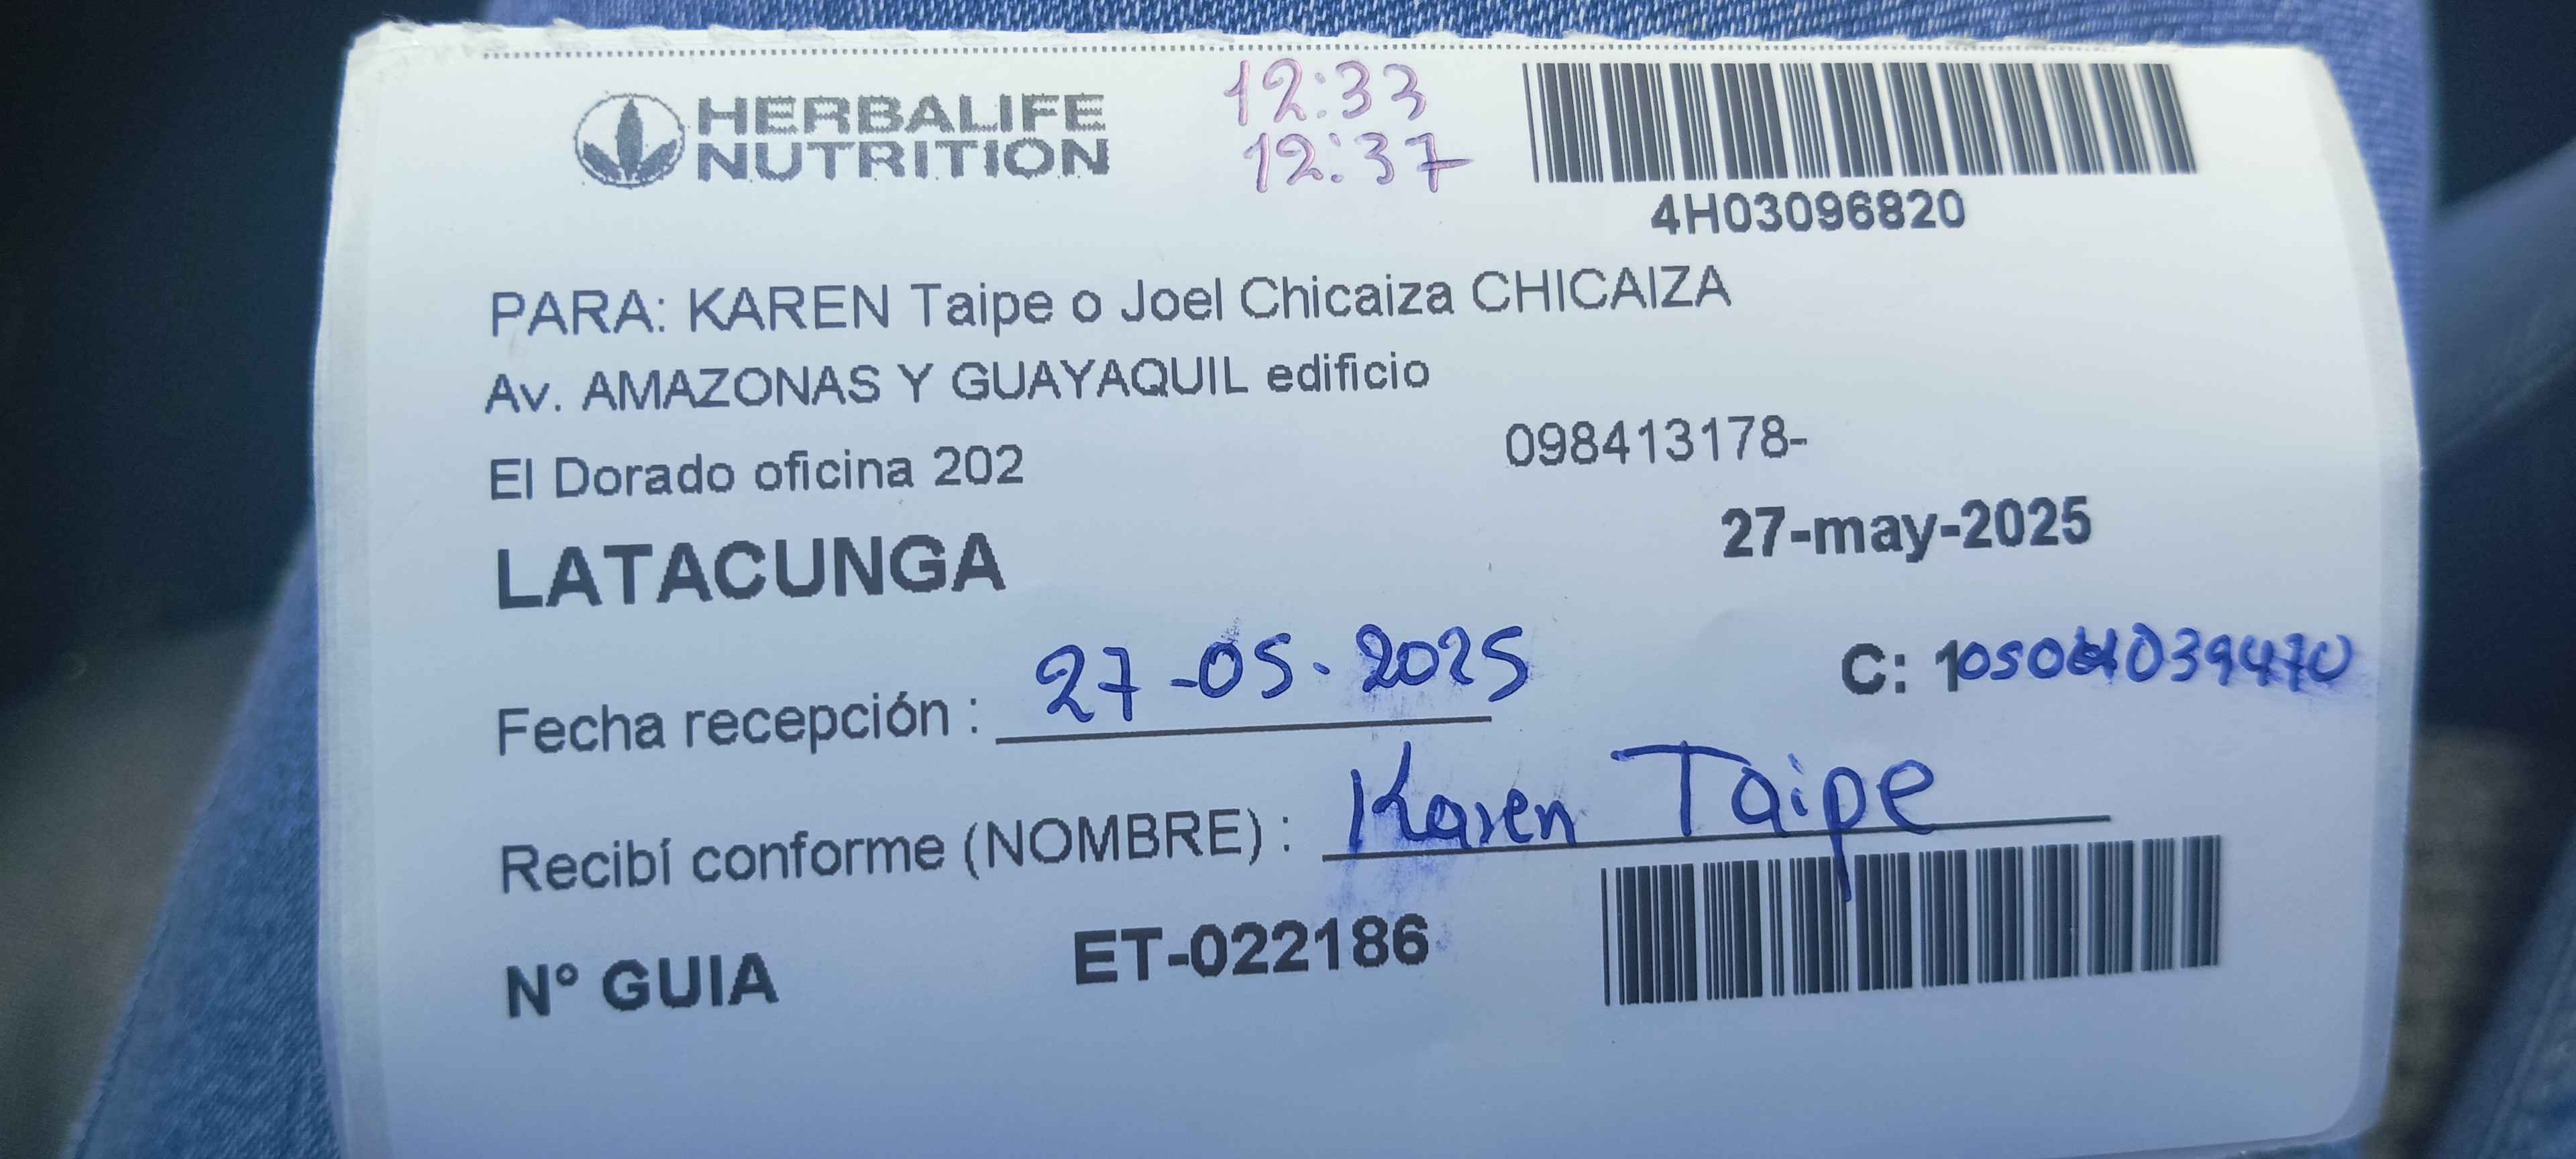 HERBALIFE
NUTRITION
12:33
12:37
4H03096820
PARA: KAREN Taipe o Joel Chicaiza CHICAIZA
Av. AMAZONAS Y GUAYAQUIL edificio
El Dorado oficina 202
098413178-
LATACUNGA
27-may-2025
Fecha recepción : 27-05-2025
C: 1
Recibí conforme (NOMBRE) : Karen Taipe
Nº GUIA ET-022186